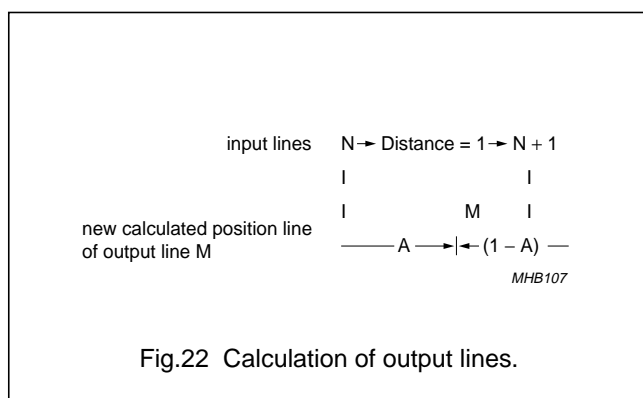 input lines N → Distance = 1 → N + 1
I I
new calculated position line I M I
of output line M A →|← (1 − A)
MHB107
Fig.22 Calculation of output lines.